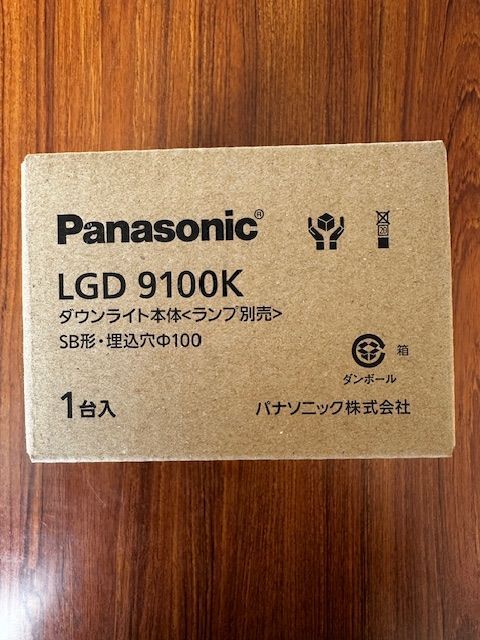 Panasonic®
LGD 9100K
ダウンライト本体<ランプ別売>
SB形・埋込穴Φ100
箱
ダンボール
1台入
パナソニック株式会社